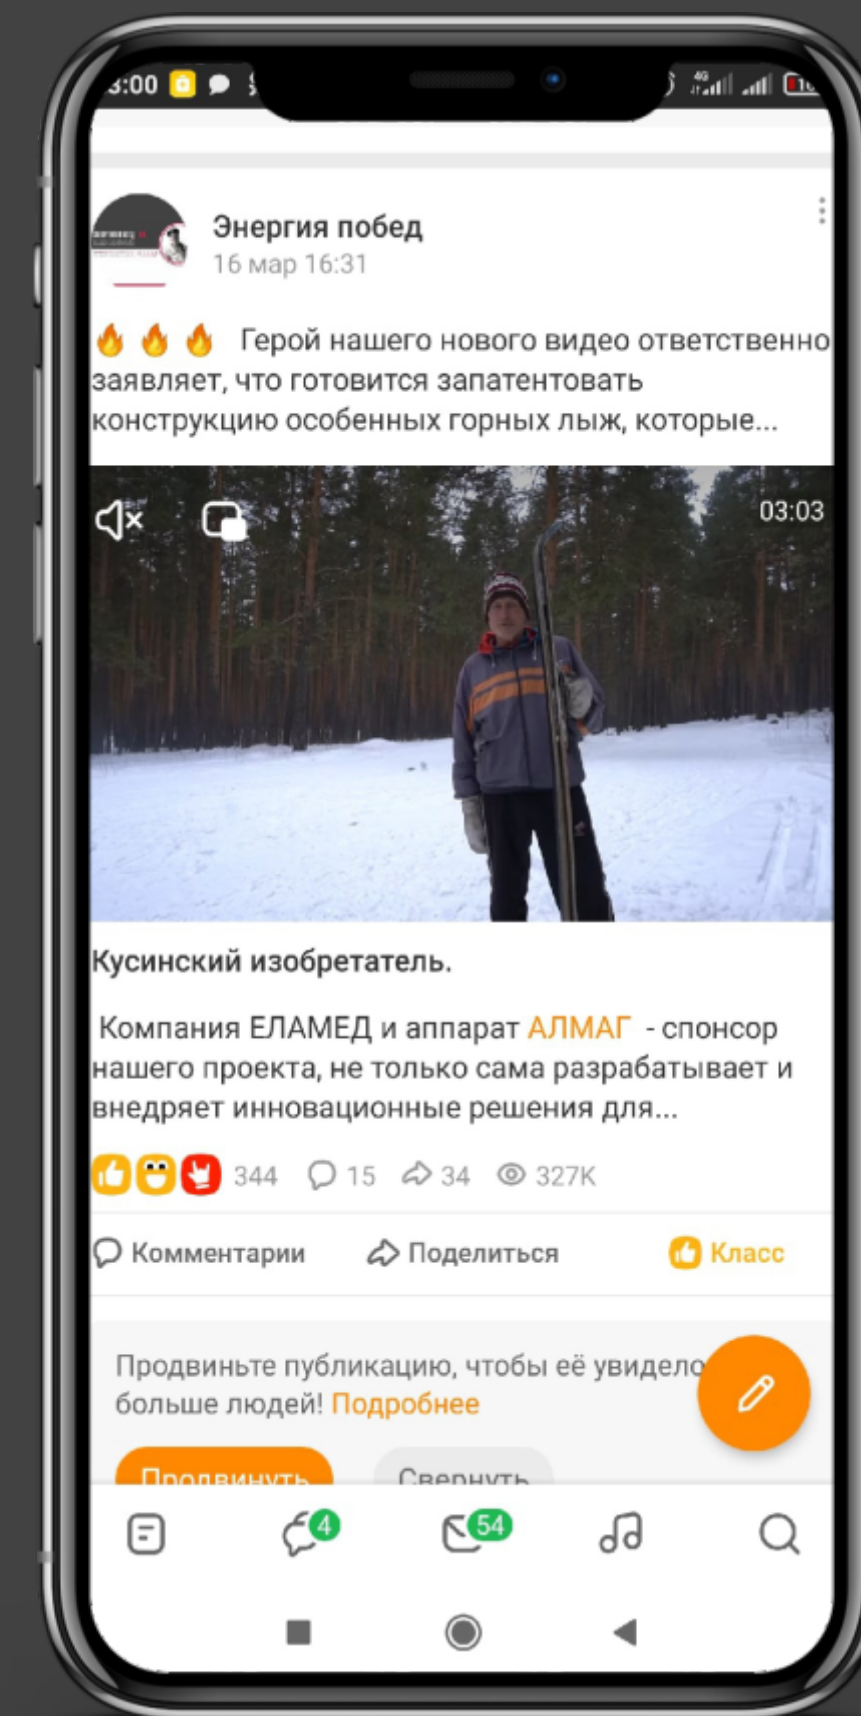 3:00
4G
Энергия побед
16 мар 16:31
🔥 🔥 🔥 Герой нашего нового видео ответственно
заявляет, что готовится запатентовать
конструкцию особенных горных лыж, которые...
03:03
Кусинский изобретатель.
Компания ЕЛАМЕД и аппарат АЛМАГ - спонсор
нашего проекта, не только сама разрабатывает и
внедряет инновационные решения для...
344 15 34 327K
Комментарии Поделиться Класс
Продвиньте публикацию, чтобы её увидело
больше людей! Подробнее
Продвинуть Свернуть
4 54